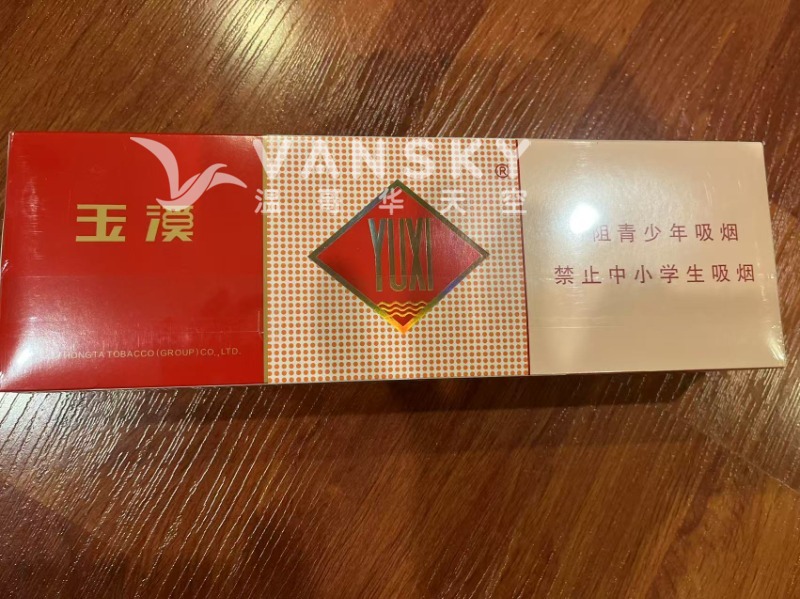 VANSKY
温哥华天空
玉溪
HONGTA TOBACCO (GROUP) CO., LTD.
YUXI
®
阻青少年吸烟
禁止中小学生吸烟